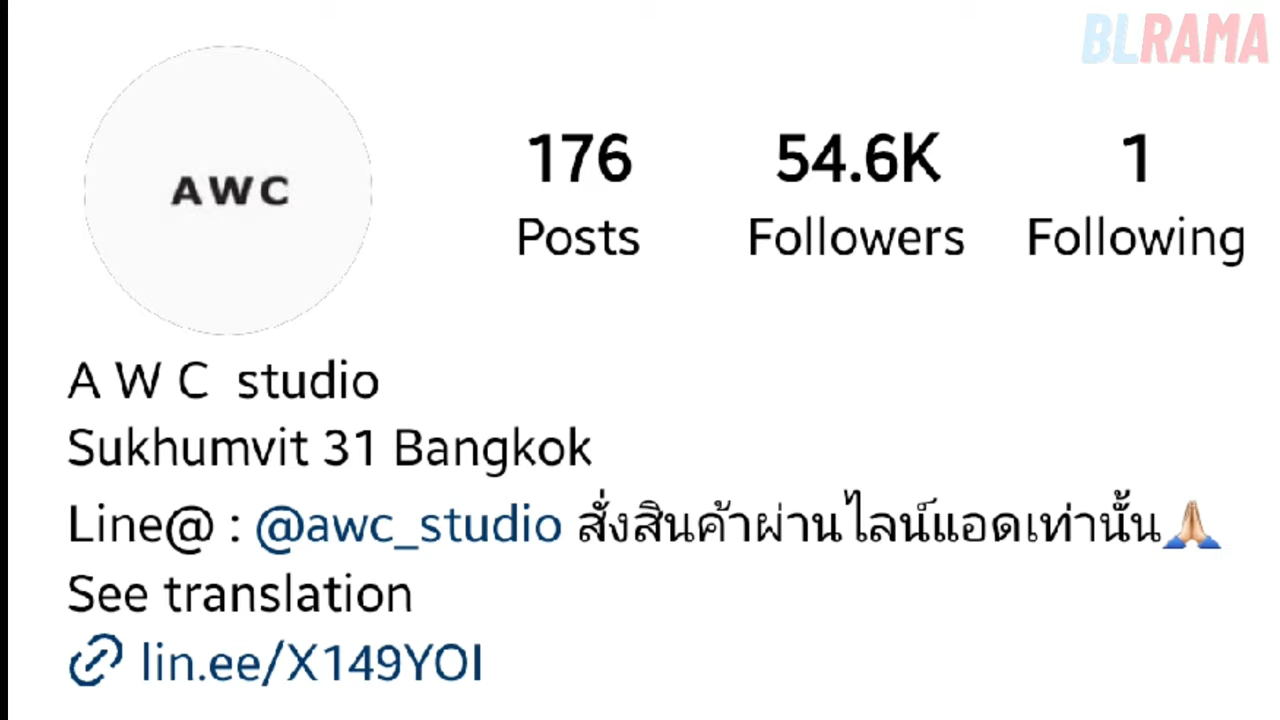 BLRAMA
AWC
176 54.6K 1
Posts Followers Following
A W C studio
Sukhumvit 31 Bangkok
Line@ : @awc_studio สั่งสินค้าผ่านไลน์แอดเท่านั้น🙏🏻
See translation
lin.ee/X149YOI